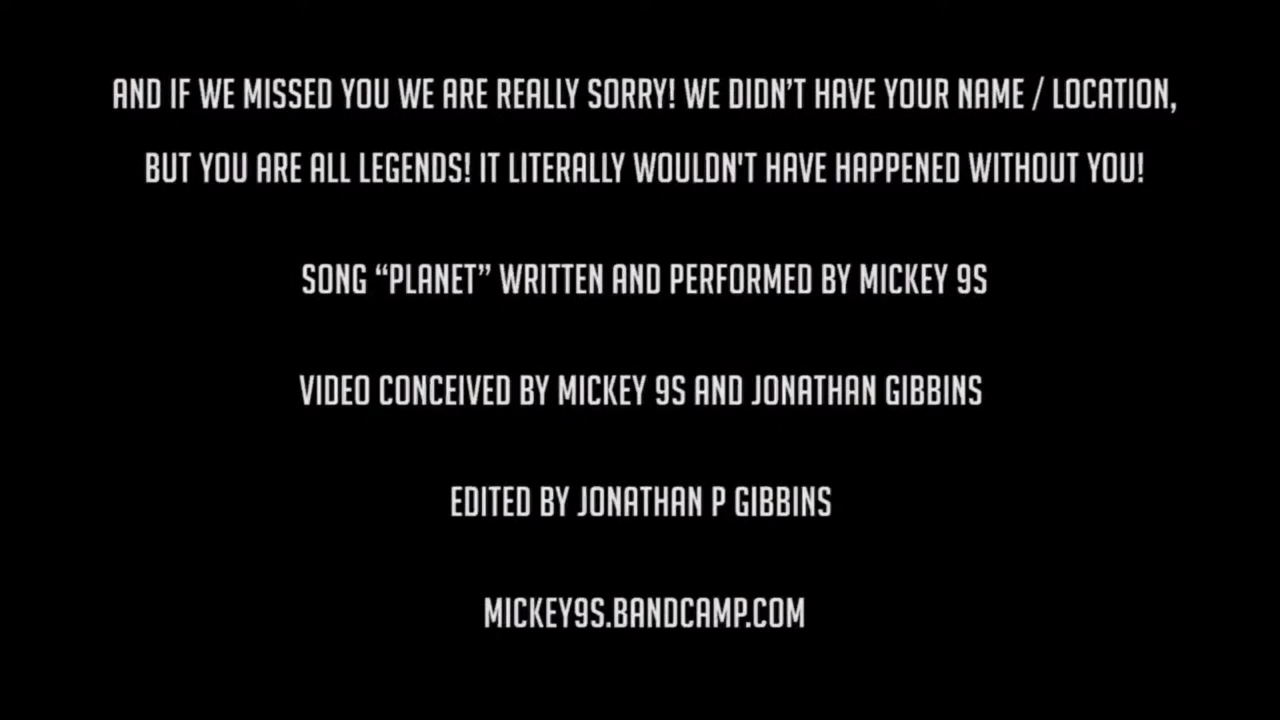 AND IF WE MISSED YOU WE ARE REALLY SORRY! WE DIDN’T HAVE YOUR NAME / LOCATION,
BUT YOU ARE ALL LEGENDS! IT LITERALLY WOULDN'T HAVE HAPPENED WITHOUT YOU!
SONG “PLANET” WRITTEN AND PERFORMED BY MICKEY 9S
VIDEO CONCEIVED BY MICKEY 9S AND JONATHAN GIBBINS
EDITED BY JONATHAN P GIBBINS
MICKEY9S.BANDCAMP.COM